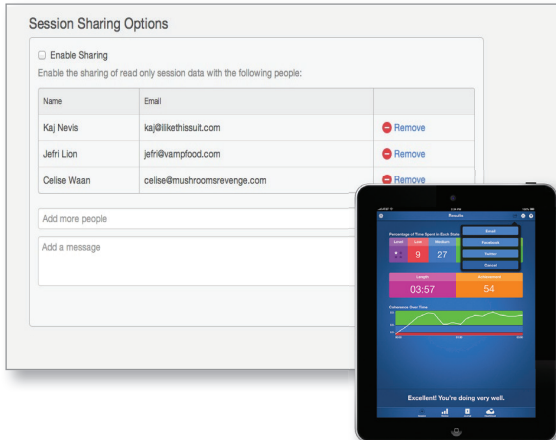 Session Sharing Options
Enable Sharing
Enable the sharing of read only session data with the following people:
Name Email
Kaj Nevis kaj@ilikethissuit.com Remove
Jefri Lion jefri@vampfood.com Remove
Celise Waan celise@mushroomsrevenge.com Remove
Add more people
Add a message
Results
Percentage of Time Spent in Each State
Level Low Medium
9 27
Email
Facebook
Twitter
Cancel
Length Achievement
03:57 54
Coherence Over Time
Excellent! You're doing very well.